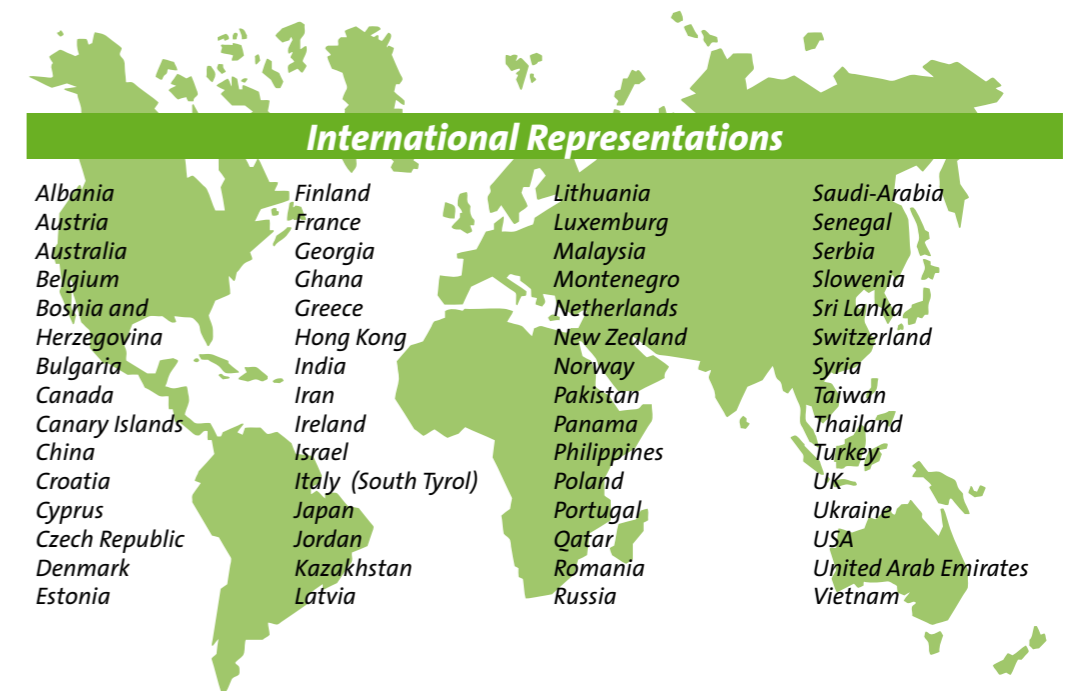 International Representations
Albania
Austria
Australia
Belgium
Bosnia and
Herzegovina
Bulgaria
Canada
Canary Islands
China
Croatia
Cyprus
Czech Republic
Denmark
Estonia
Finland
France
Georgia
Ghana
Greece
Hong Kong
India
Iran
Ireland
Israel
Italy (South Tyrol)
Japan
Jordan
Kazakhstan
Latvia
Lithuania
Luxemburg
Malaysia
Montenegro
Netherlands
New Zealand
Norway
Pakistan
Panama
Philippines
Poland
Portugal
Qatar
Romania
Russia
Saudi-Arabia
Senegal
Serbia
Slowenia
Sri Lanka
Switzerland
Syria
Taiwan
Thailand
Turkey
UK
Ukraine
USA
United Arab Emirates
Vietnam